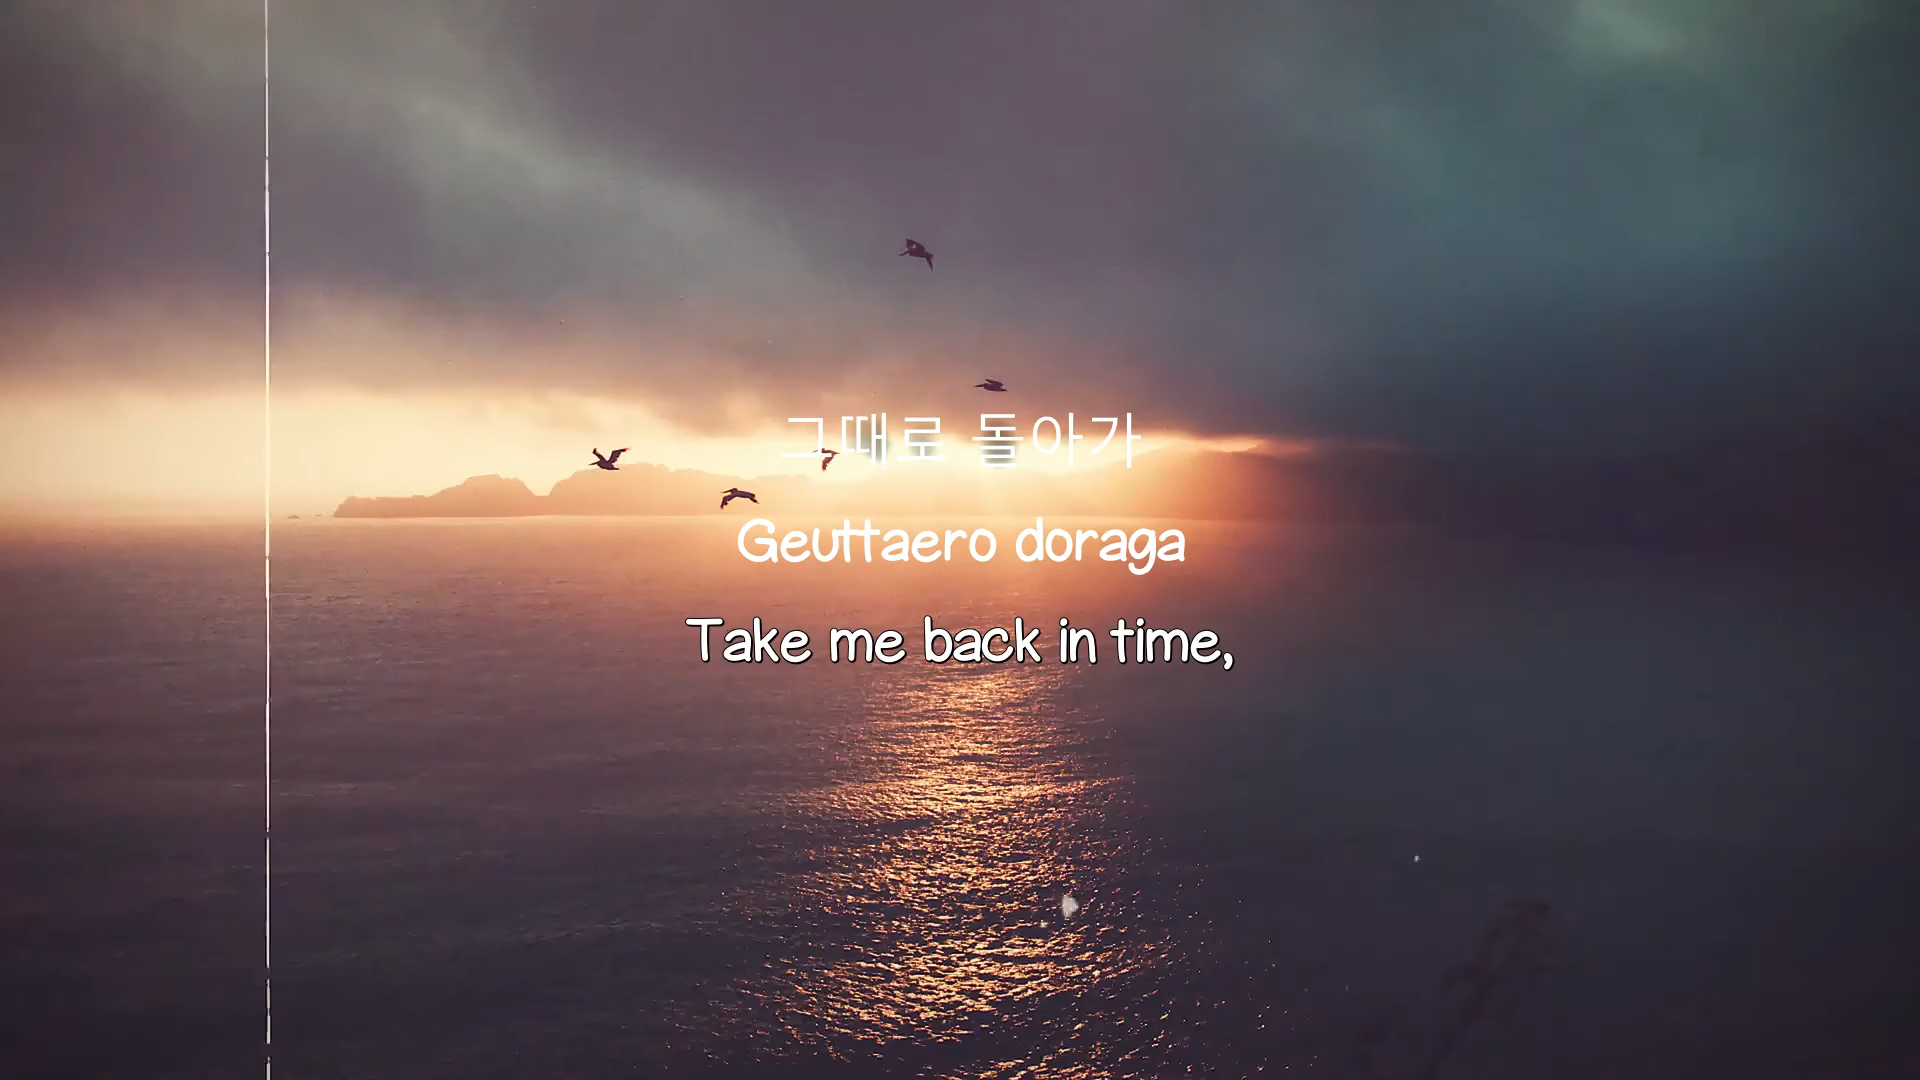 그때로 돌아가
Geuttaero doraga
Take me back in time,